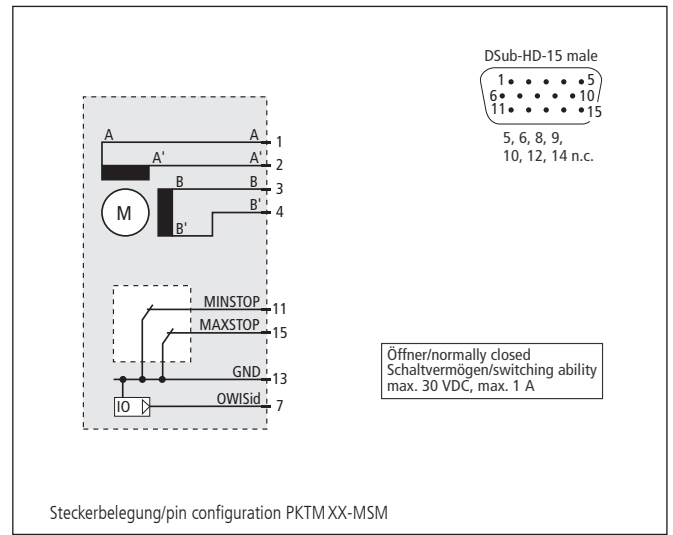 DSub-HD-15 male
1 5
6 10
11 15
5, 6, 8, 9,
10, 12, 14 n.c.
A A 1
A' A' 2
B B 3
M B' 4
B'
MINSTOP 11
MAXSTOP 15
GND 13
IO OWISid 7
Öffner/normally closed
Schaltvermögen/switching ability
max. 30 VDC, max. 1 A
Steckerbelegung/pin configuration PKTM XX-MSM